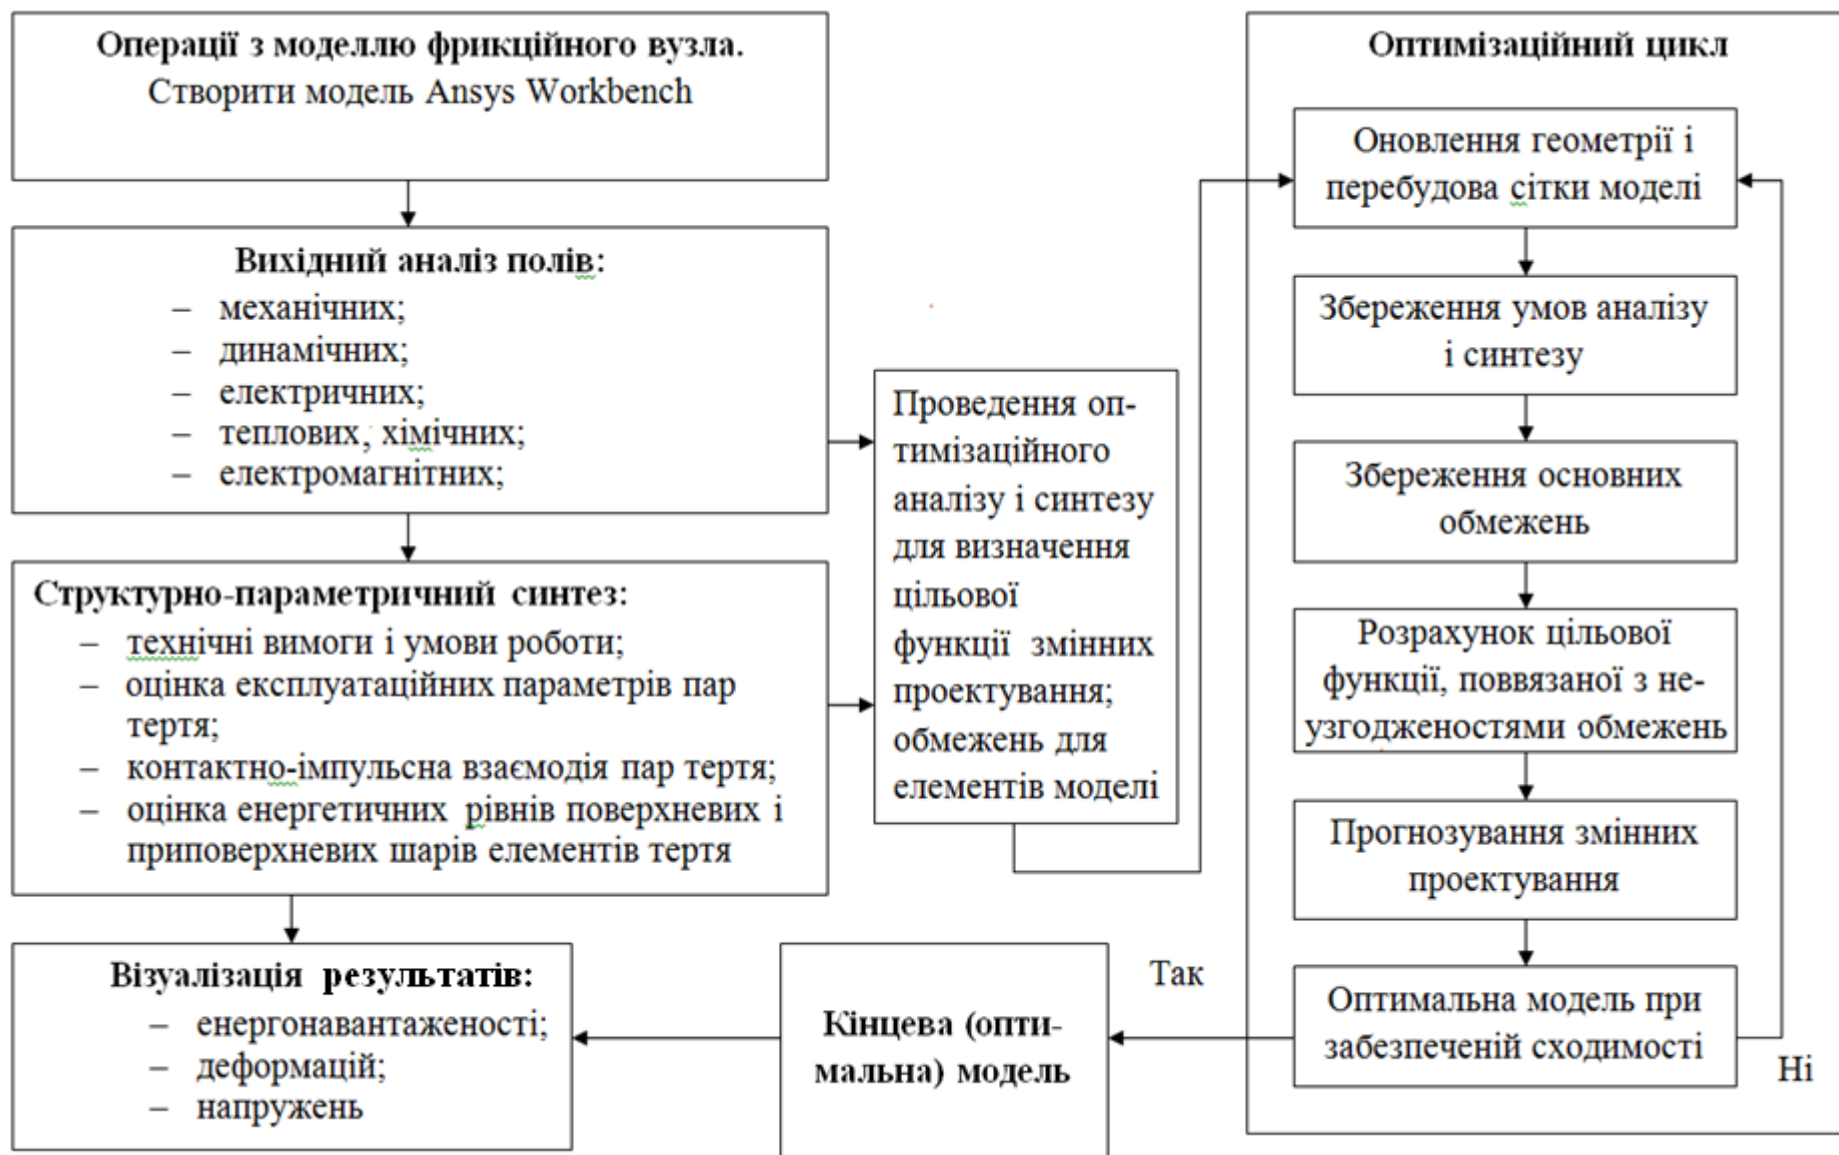 Операції з моделлю фрикційного вузла.
Створити модель Ansys Workbench
Вихідний аналіз полів:
– механічних;
– динамічних;
– електричних;
– теплових, хімічних;
– електромагнітних;
Структурно-параметричний синтез:
– технічні вимоги і умови роботи;
– оцінка експлуатаційних параметрів пар
тертя;
– контактно-імпульсна взаємодія пар тертя;
– оцінка енергетичних рівнів поверхневих і
приповерхневих шарів елементів тертя
Візуалізація результатів:
– енергонавантаженості;
– деформацій;
– напружень
Проведення оп-
тимізаційного
аналізу і синтезу
для визначення
цільової
функції змінних
проектування;
обмежень для
елементів моделі
Кінцева (опти-
мальна) модель
Так
Оптимізаційний цикл
Оновлення геометрії і
перебудова сітки моделі
Збереження умов аналізу
і синтезу
Збереження основних
обмежень
Розрахунок цільової
функції, поввязаної з не-
узгодженостями обмежень
Прогнозування змінних
проектування
Оптимальна модель при
забезпеченій сходимості
Ні